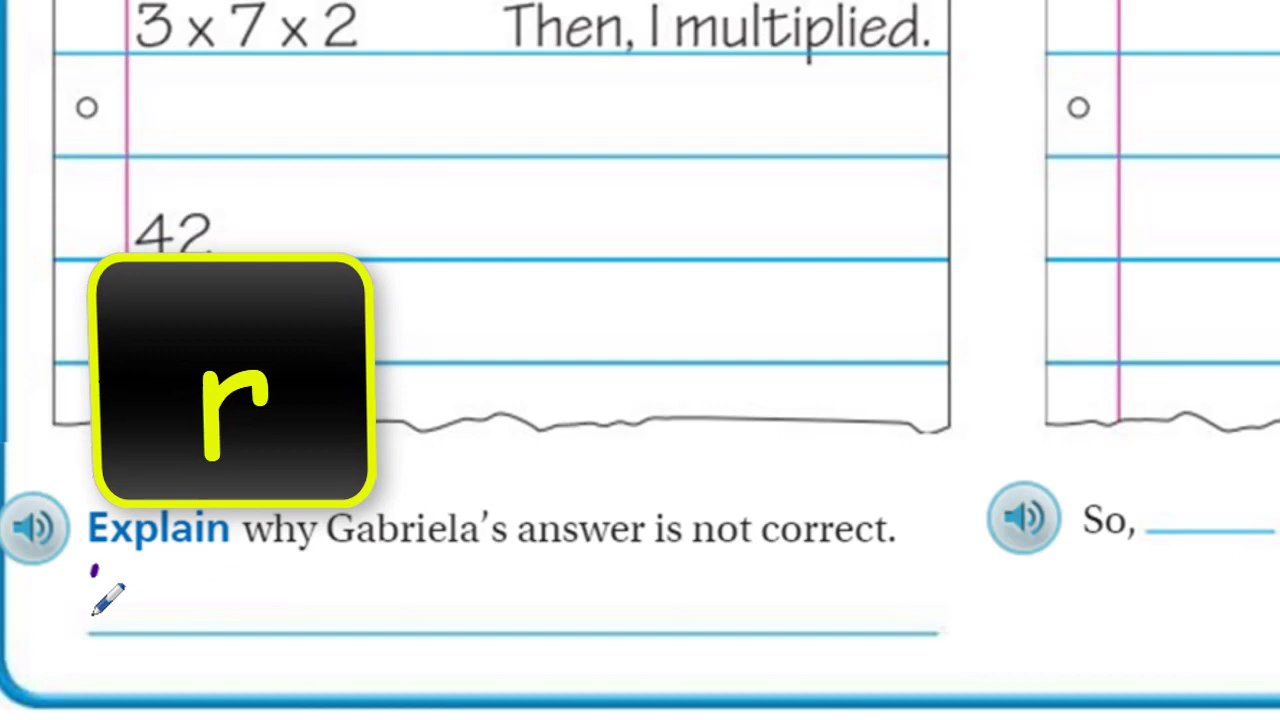 3 x 7 x 2 Then, I multiplied.
42
r
Explain why Gabriela's answer is not correct.
So,